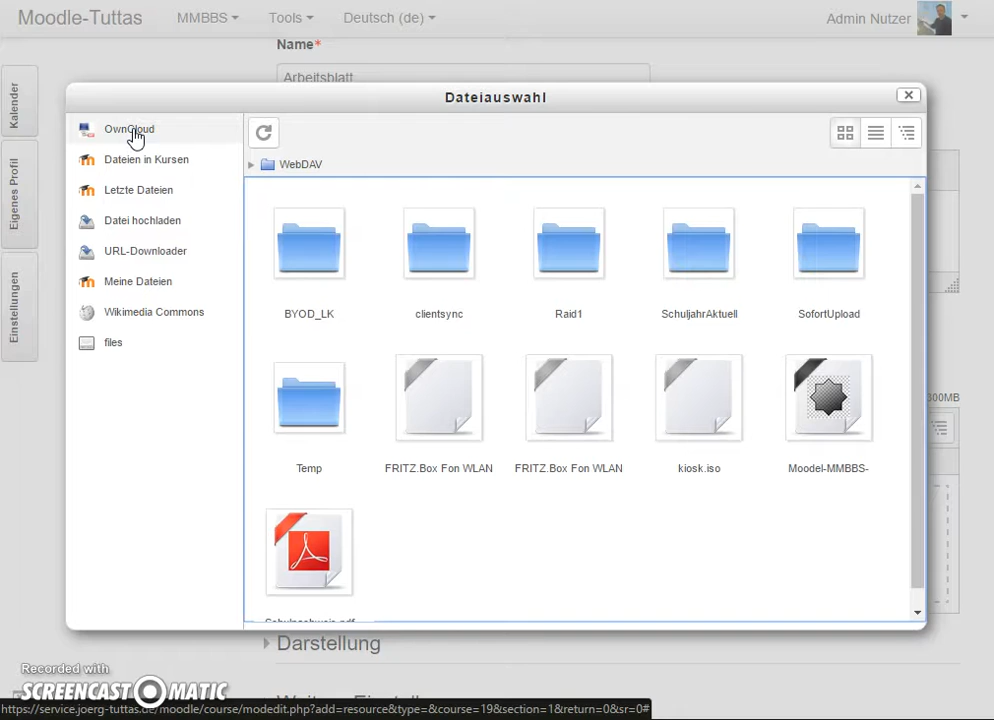 Moodle-Tuttas MMBBS Tools Deutsch (de) Admin Nutzer
Name*
Arbeitsblatt
Kalender
Eigenes Profil
Einstellungen
Dateiauswahl
OwnCloud
Dateien in Kursen
Letzte Dateien
Datei hochladen
URL-Downloader
Meine Dateien
Wikimedia Commons
files
WebDAV
BYOD_LK clientsync Raid1 SchuljahrAktuell SofortUpload
Temp FRITZ.Box Fon WLAN FRITZ.Box Fon WLAN kiosk.iso Moodel-MMBBS-
Darstellung
Recorded with
SCREENCAST MATIC
https://service.joerg-tuttas.de/moodle/course/modedit.php?add=resource&type=&course=19&section=1&return=0&sr=0#